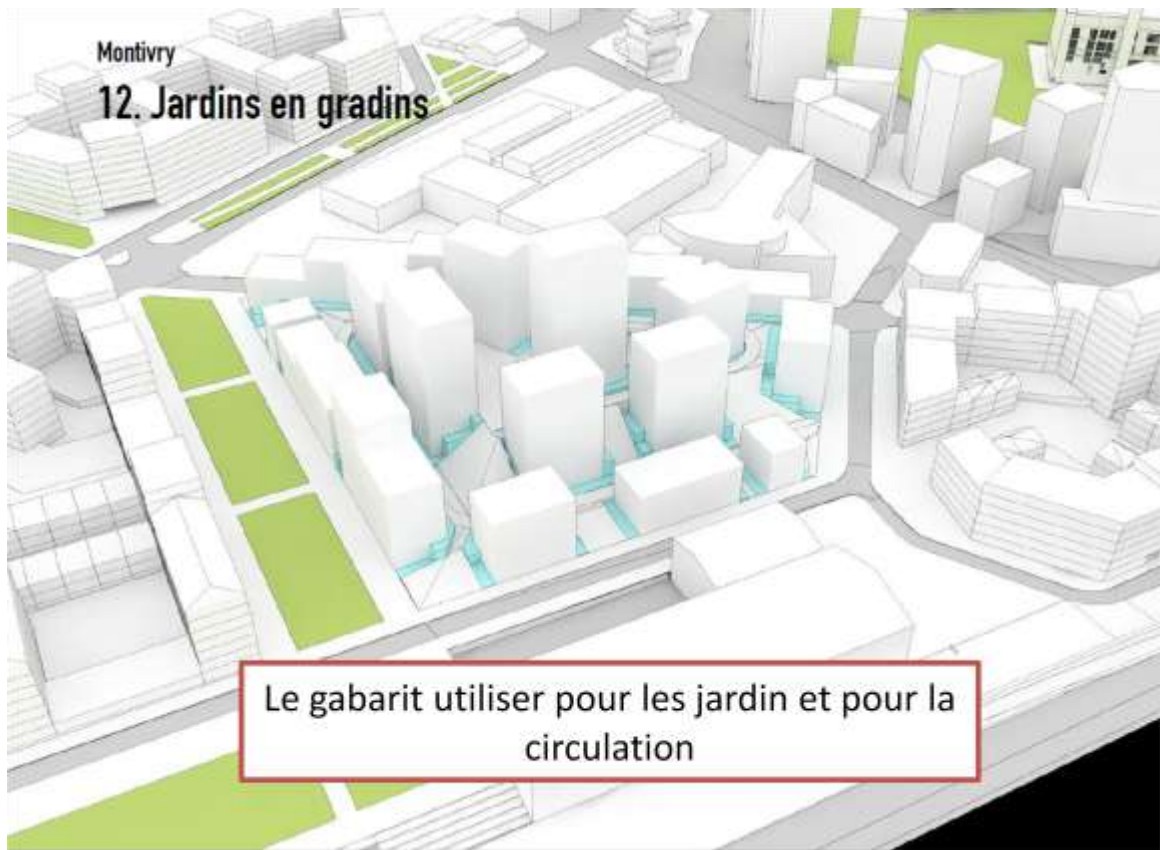 Montivry
12. Jardins en gradins
Le gabarit utiliser pour les jardin et pour la
circulation